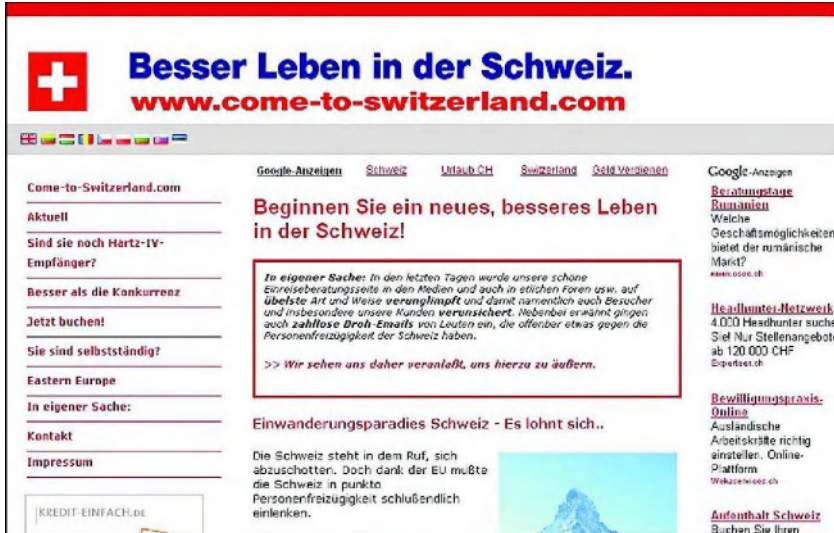 Besser Leben in der Schweiz.
www.come-to-switzerland.com
Come-to-Switzerland.com
Aktuell
Sind sie noch Hartz-IV-
Empfänger?
Besser als die Konkurrenz
Jetzt buchen!
Sie sind selbstständig?
Eastern Europe
In eigener Sache:
Kontakt
Impressum
KREDIT-EINFACH.DE
Google-Anzeigen Schweiz Urlaub CH Switzerland Geld Verdienen
Beginnen Sie ein neues, besseres Leben
in der Schweiz!
In eigener Sache: In den letzten Tagen wurde unsere schöne
Einreiseberatungsseite in den Medien und auch in etlichen Foren usw. auf
übelste Art und Weise verunglimpft und damit namentlich auch Besucher
und insbesondere unsere Kunden verunsichert. Nebenbei erwähnt gingen
auch zahllose Droh-Emails von Leuten ein, die offenbar etwas gegen die
Personenfreizügigkeit der Schweiz haben.
>> Wir sehen uns daher veranlaßt, uns hierzu zu äußern.
Einwanderungsparadies Schweiz - Es lohnt sich..
Die Schweiz steht in dem Ruf, sich
abzuschotten. Doch dank der EU mußte
die Schweiz in punkto
Personenfreizügigkeit schlußendlich
einlenken.
Google-Anzeigen
Beratungstage
Rumänien
Welche
Geschäftsmöglichkeiten
bietet der rumänische
Markt?
www.osec.ch
Headhunter-Netzwerk
4.000 Headhunter suche
Sie! Nur Stellenangebote
ab 120 000 CHF
Experteer.ch
Bewilligungspraxis-
Online
Ausländische
Arbeitskräfte richtig
einstellen. Online-
Plattform
Aufenthalt Schweiz
Buchen Sie Ihren